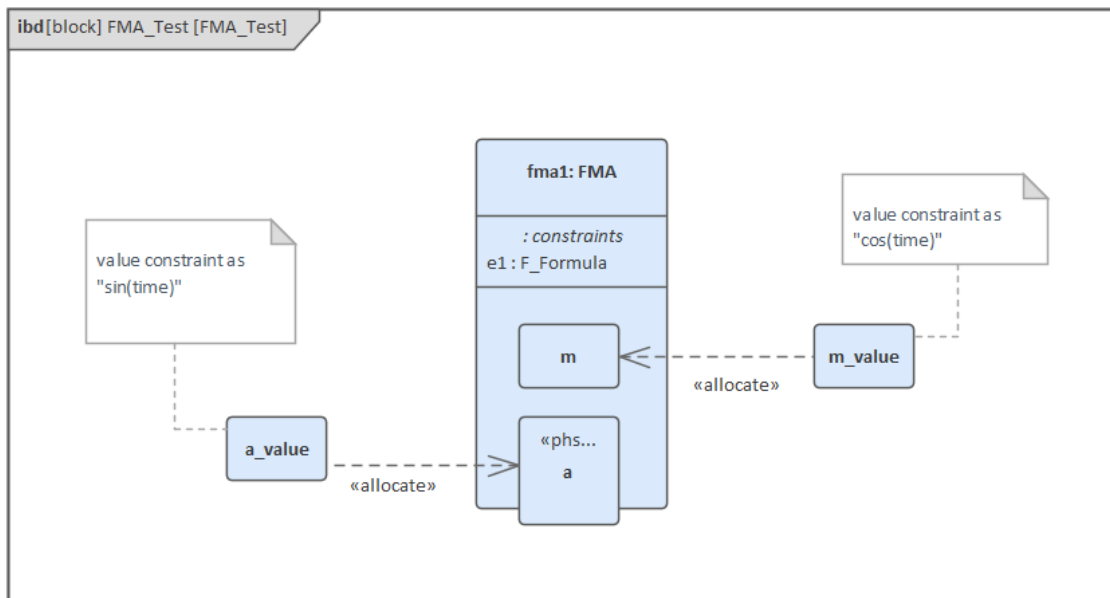 ibd[block] FMA_Test [FMA_Test]
fma1: FMA
: constraints
e1 : F_Formula
value constraint as
"cos(time)"
value constraint as
"sin(time)"
m
m_value
«allocate»
«phs...
a
a_value
«allocate»